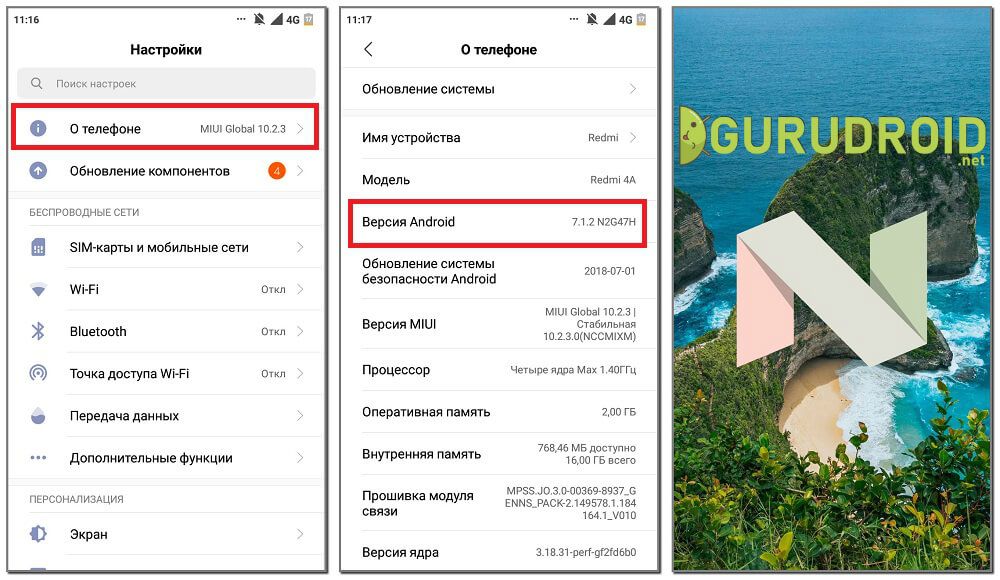 11:16
... 4G 17
Настройки
Поиск настроек
О телефоне MIUI Global 10.2.3
Обновление компонентов 4
БЕСПРОВОДНЫЕ СЕТИ
SIM-карты и мобильные сети
Wi-Fi Откл
Bluetooth Откл
Точка доступа Wi-Fi Откл
Передача данных
Дополнительные функции
ПЕРСОНАЛИЗАЦИЯ
Экран
11:17
... 4G 17
О телефоне
Обновление системы
Имя устройства Redmi
Модель Redmi 4A
Версия Android 7.1.2 N2G47H
Обновление системы
безопасности Android
2018-07-01
Версия MIUI
MIUI Global 10.2.3 |
Стабильная
10.2.3.0(NCCMIXM)
Процессор Четыре ядра Max 1.40ГГц
Оперативная память 2,00 ГБ
Внутренняя память
768,46 МБ доступно
16,00 ГБ всего
Прошивка модуля
связи
MPSS.JO.3.0-00369-8937_G
ENNS_PACK-2.149578.1.184
164.1_V010
Версия ядра 3.18.31-perf-gf2fd6b0
GURUDROID
.net
N